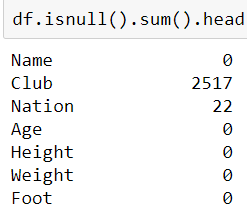 df.isnull().sum().head
Name 0
Club 2517
Nation 22
Age 0
Height 0
Weight 0
Foot 0